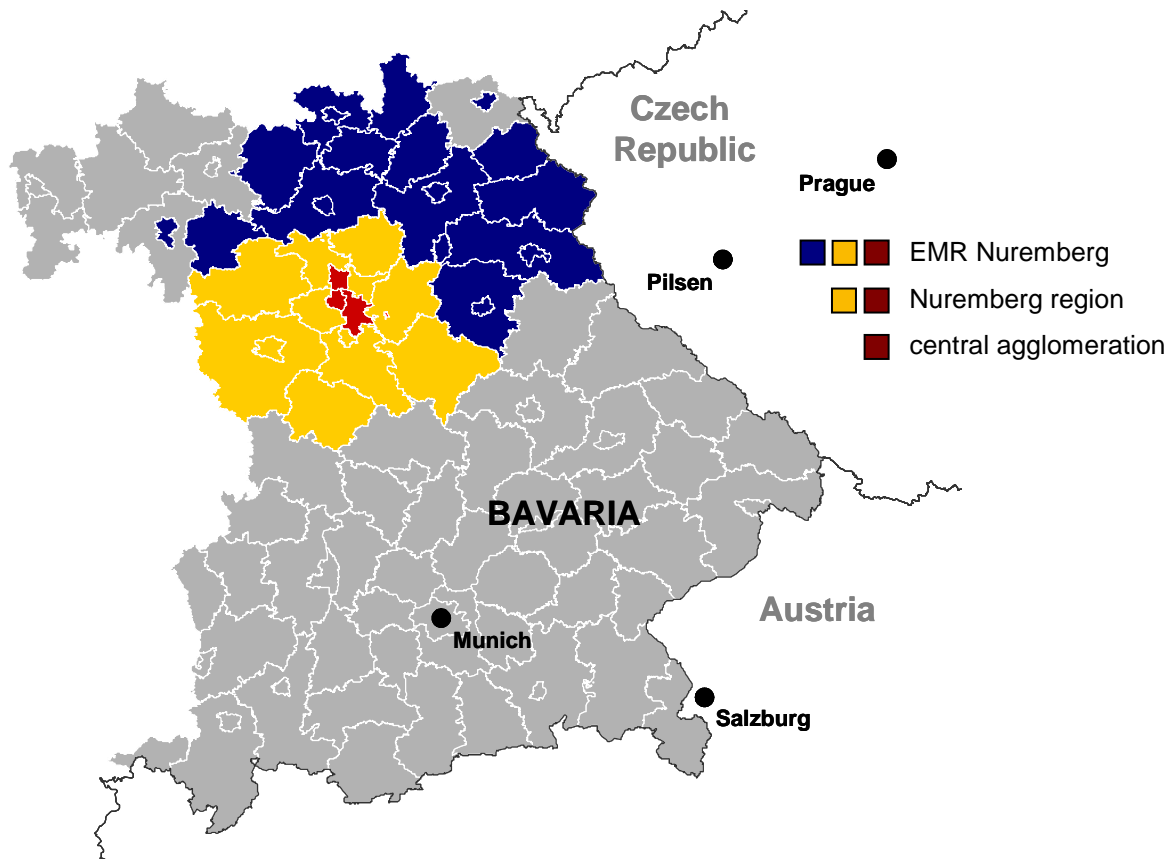 Czech
Republic
Prague
Pilsen
EMR Nuremberg
Nuremberg region
central agglomeration
BAVARIA
Austria
Munich
Salzburg